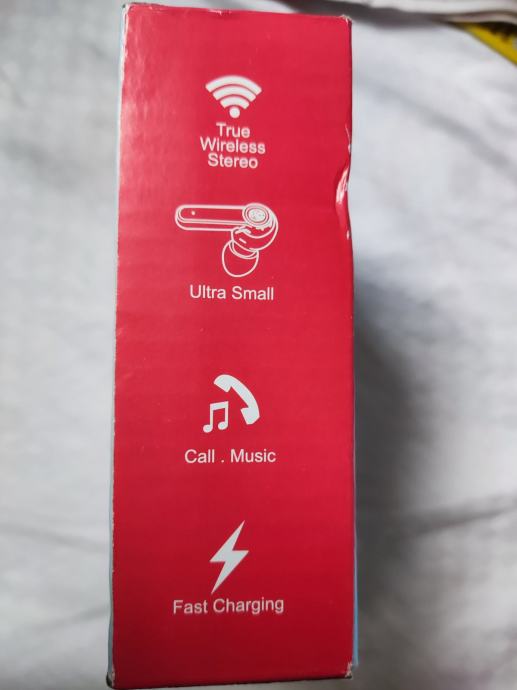 True
Wireless
Stereo
Ultra Small
Call . Music
Fast Charging